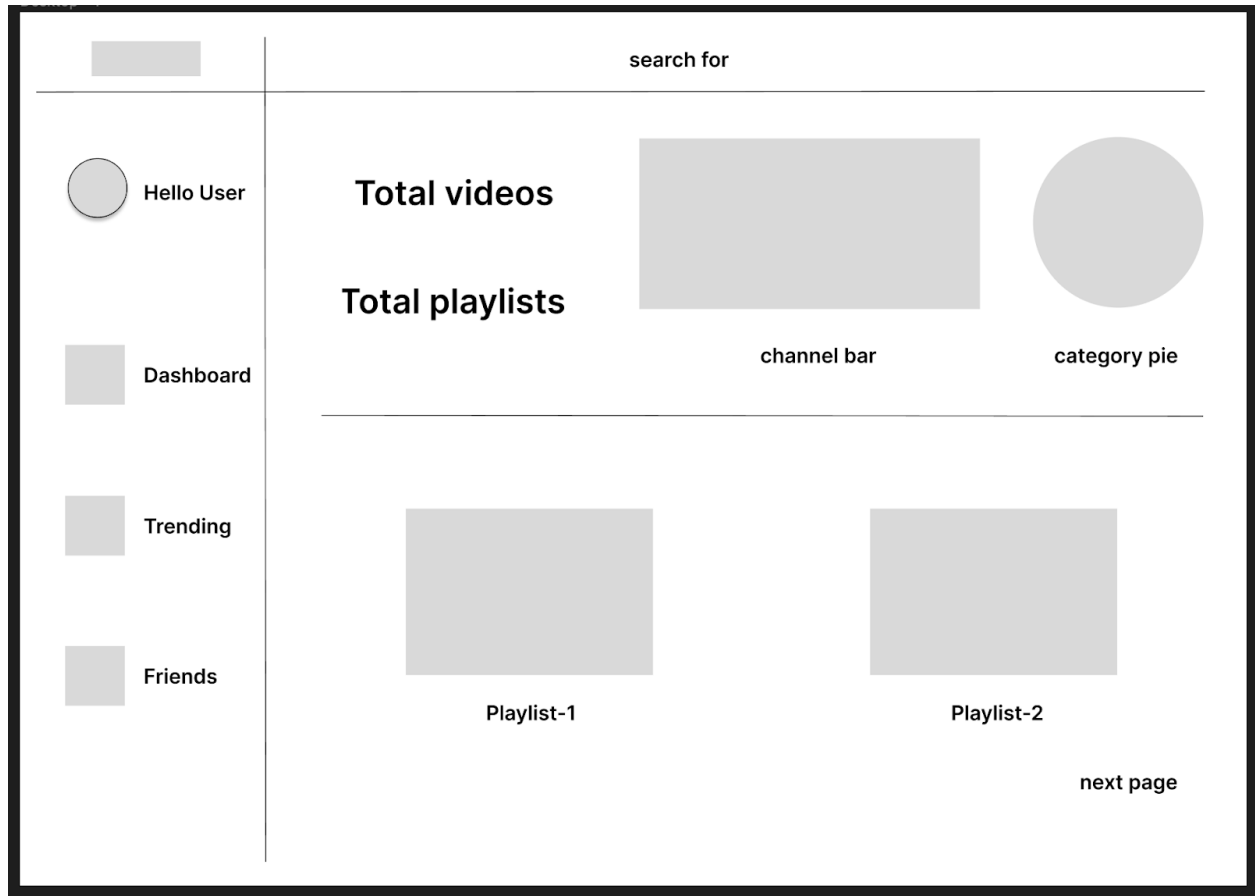 search for
Hello User
Dashboard
Trending
Friends
Total videos
Total playlists
channel bar
category pie
Playlist-1
Playlist-2
next page